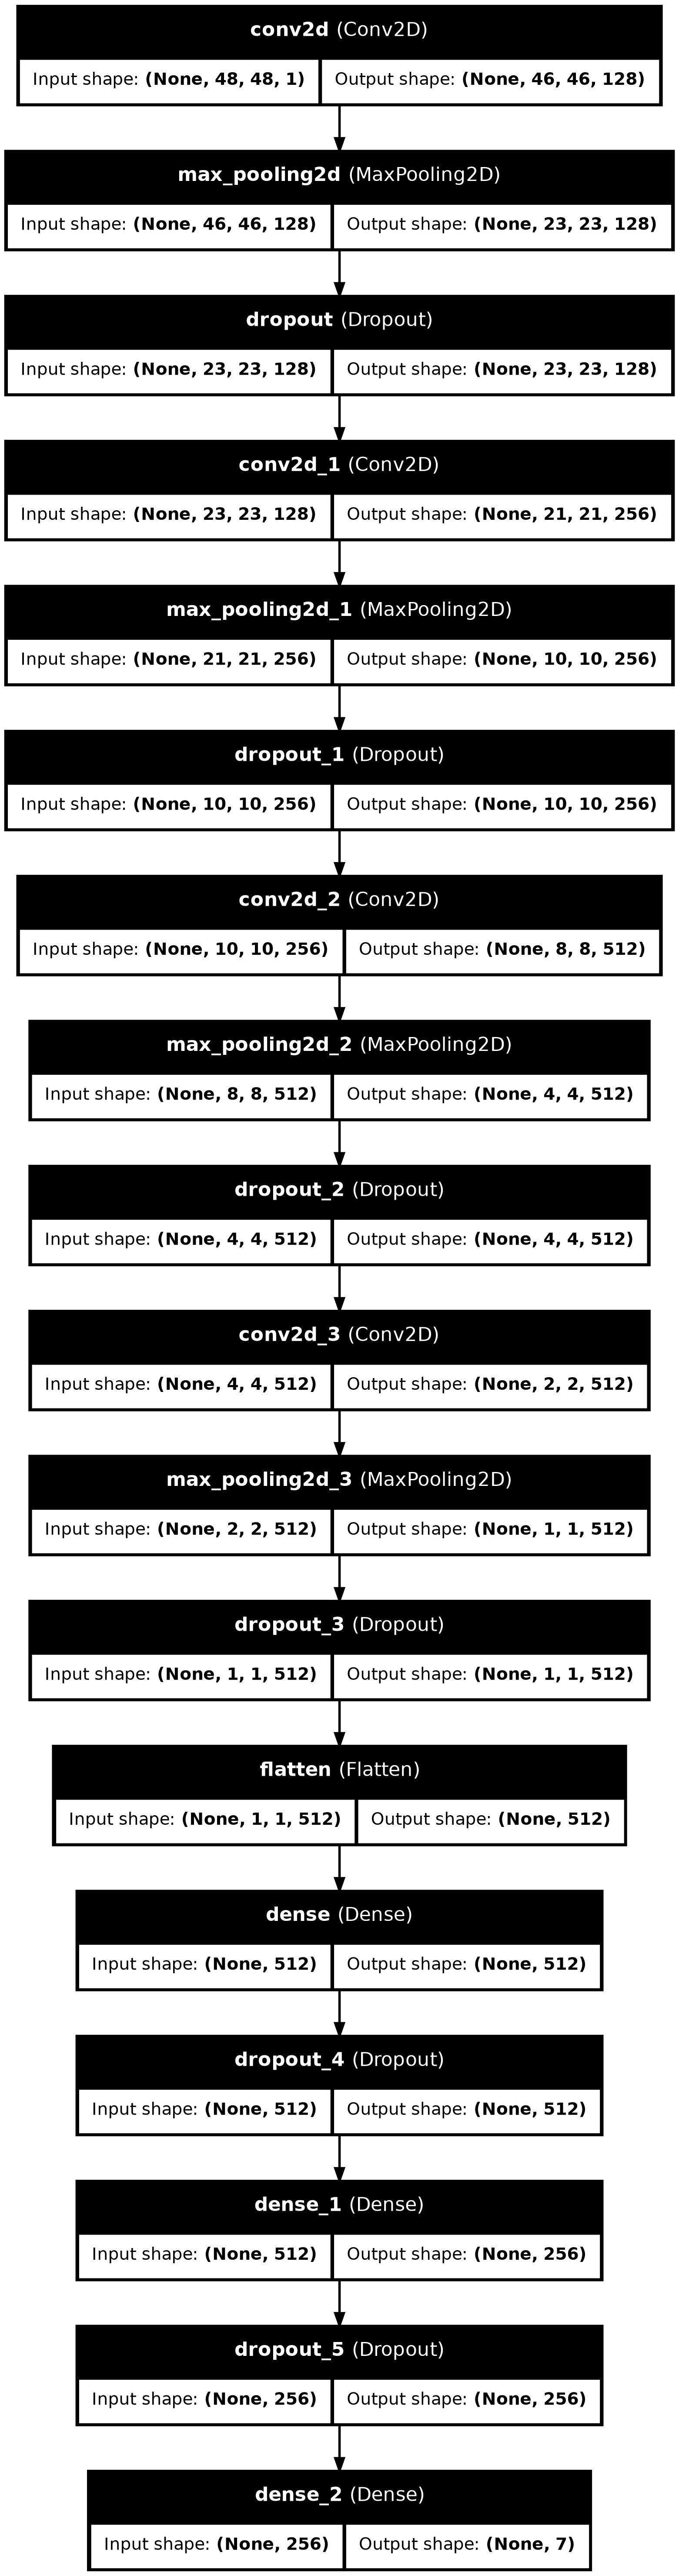 conv2d (Conv2D)
Input shape: (None, 48, 48, 1) Output shape: (None, 46, 46, 128)
max_pooling2d (MaxPooling2D)
Input shape: (None, 46, 46, 128) Output shape: (None, 23, 23, 128)
dropout (Dropout)
Input shape: (None, 23, 23, 128) Output shape: (None, 23, 23, 128)
conv2d_1 (Conv2D)
Input shape: (None, 23, 23, 128) Output shape: (None, 21, 21, 256)
max_pooling2d_1 (MaxPooling2D)
Input shape: (None, 21, 21, 256) Output shape: (None, 10, 10, 256)
dropout_1 (Dropout)
Input shape: (None, 10, 10, 256) Output shape: (None, 10, 10, 256)
conv2d_2 (Conv2D)
Input shape: (None, 10, 10, 256) Output shape: (None, 8, 8, 512)
max_pooling2d_2 (MaxPooling2D)
Input shape: (None, 8, 8, 512) Output shape: (None, 4, 4, 512)
dropout_2 (Dropout)
Input shape: (None, 4, 4, 512) Output shape: (None, 4, 4, 512)
conv2d_3 (Conv2D)
Input shape: (None, 4, 4, 512) Output shape: (None, 2, 2, 512)
max_pooling2d_3 (MaxPooling2D)
Input shape: (None, 2, 2, 512) Output shape: (None, 1, 1, 512)
dropout_3 (Dropout)
Input shape: (None, 1, 1, 512) Output shape: (None, 1, 1, 512)
flatten (Flatten)
Input shape: (None, 1, 1, 512) Output shape: (None, 512)
dense (Dense)
Input shape: (None, 512) Output shape: (None, 512)
dropout_4 (Dropout)
Input shape: (None, 512) Output shape: (None, 512)
dense_1 (Dense)
Input shape: (None, 512) Output shape: (None, 256)
dropout_5 (Dropout)
Input shape: (None, 256) Output shape: (None, 256)
dense_2 (Dense)
Input shape: (None, 256) Output shape: (None, 7)